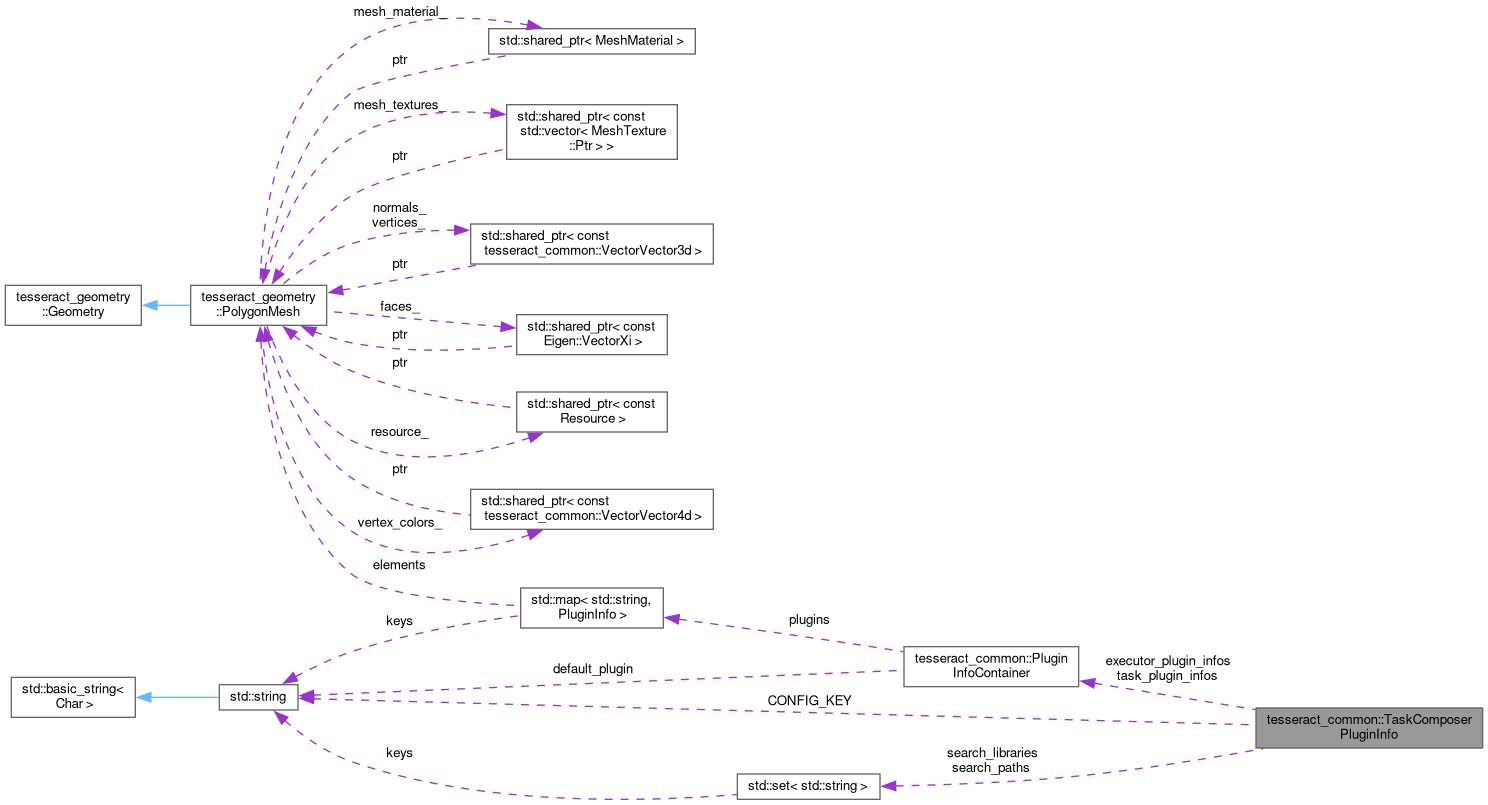 mesh_material_
std::shared_ptr< MeshMaterial >
ptr
mesh_textures_
std::shared_ptr< const
std::vector< MeshTexture
::Ptr > >
ptr
normals_
vertices_
std::shared_ptr< const
tesseract_common::VectorVector3d >
ptr
tesseract_geometry
::Geometry
tesseract_geometry
::PolygonMesh
faces_
std::shared_ptr< const
Eigen::VectorXi >
ptr
ptr
std::shared_ptr< const
Resource >
resource_
ptr
std::shared_ptr< const
tesseract_common::VectorVector4d >
vertex_colors_
elements
std::map< std::string,
PluginInfo >
keys
plugins
tesseract_common::Plugin
InfoContainer
executor_plugin_infos
task_plugin_infos
default_plugin
std::basic_string<
Char >
std::string
CONFIG_KEY
tesseract_common::TaskComposer
PluginInfo
keys
search_libraries
search_paths
std::set< std::string >